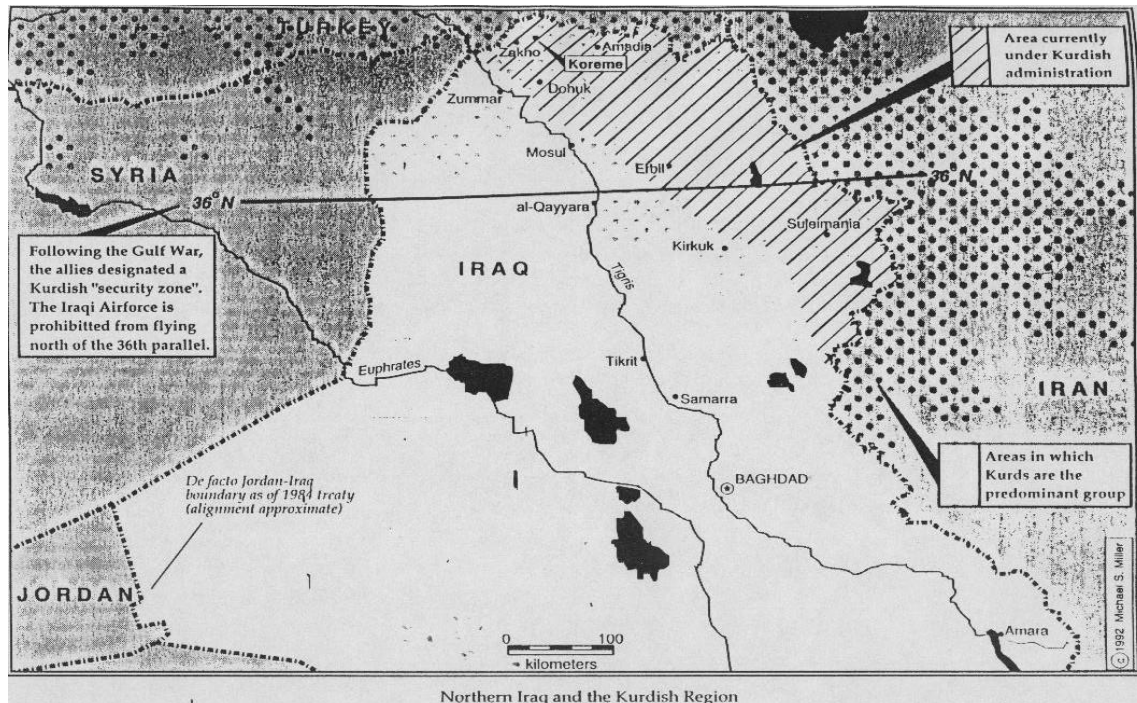 TURKEY
Zakho
Amadia
Koreme
Dohuk
Zummar
Area currently
under Kurdish
administration
Mosul
Erbil
SYRIA
36° N
36° N
al-Qayyara
Suleimania
Kirkuk
Following the Gulf War,
the allies designated a
Kurdish "security zone".
The Iraqi Airforce is
prohibitted from flying
north of the 36th parallel.
IRAQ
Tigris
Tikrit
Euphrates
Samarra
IRAN
Areas in which
Kurds are the
predominant group
De facto Jordan-Iraq
boundary as of 1984 treaty
(alignment approximate)
BAGHDAD
JORDAN
0 100
kilometers
Amara
© 1992 Michael S. Miller
Northern Iraq and the Kurdish Region